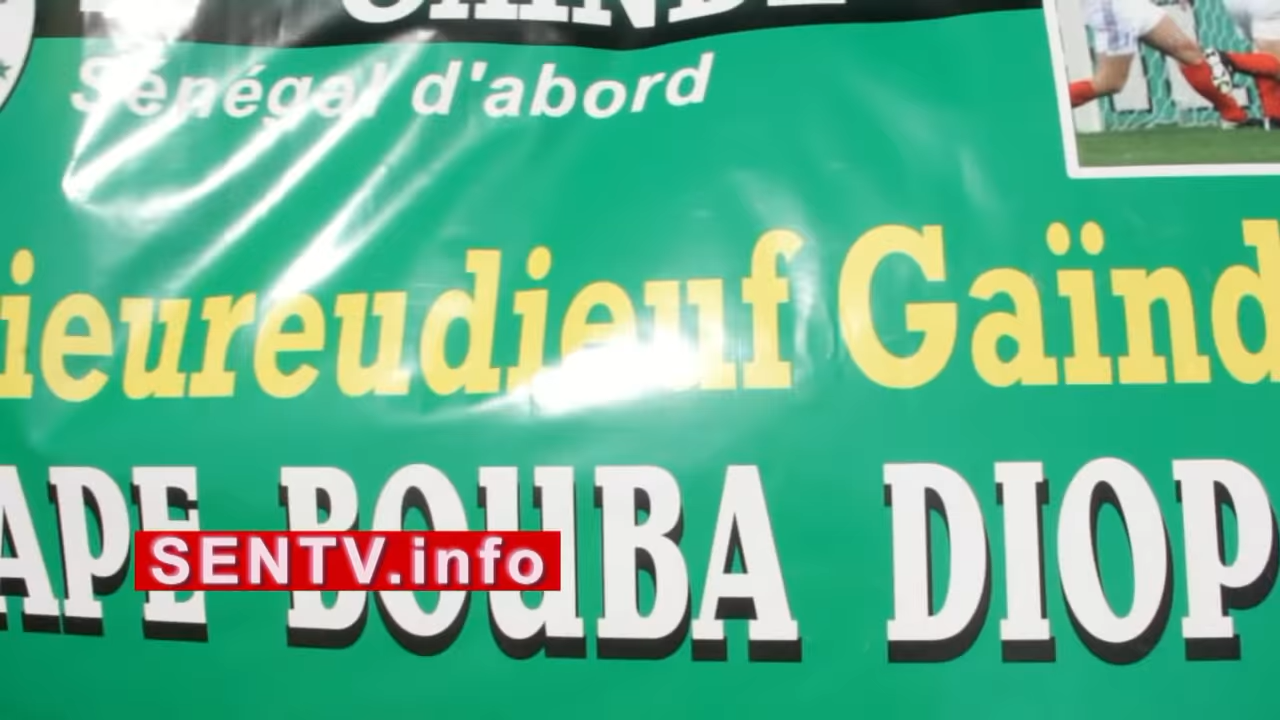 Sénégal d'abord
ieureudieuf Gaïnd
APE BOUBA DIOP
SENTV.info